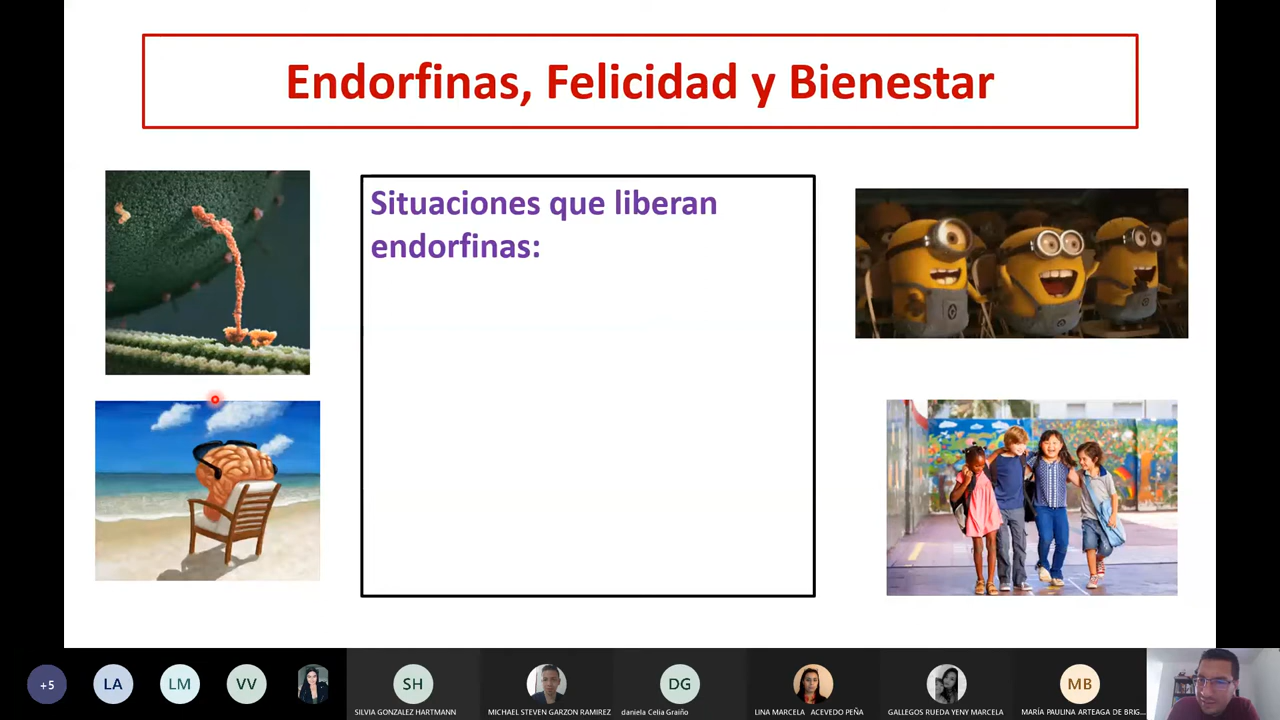 Endorfinas, Felicidad y Bienestar
Situaciones que liberan
endorfinas:
+5
LA
LM
VV
SH
SILVIA GONZALEZ HARTMANN
MICHAEL STEVEN GARZON RAMIREZ
DG
daniela Celia Graiño
LINA MARCELA ACEVEDO PEÑA
GALLEGOS RUEDA YENY MARCELA
MB
MARÍA PAULINA ARTEAGA DE BRIG...